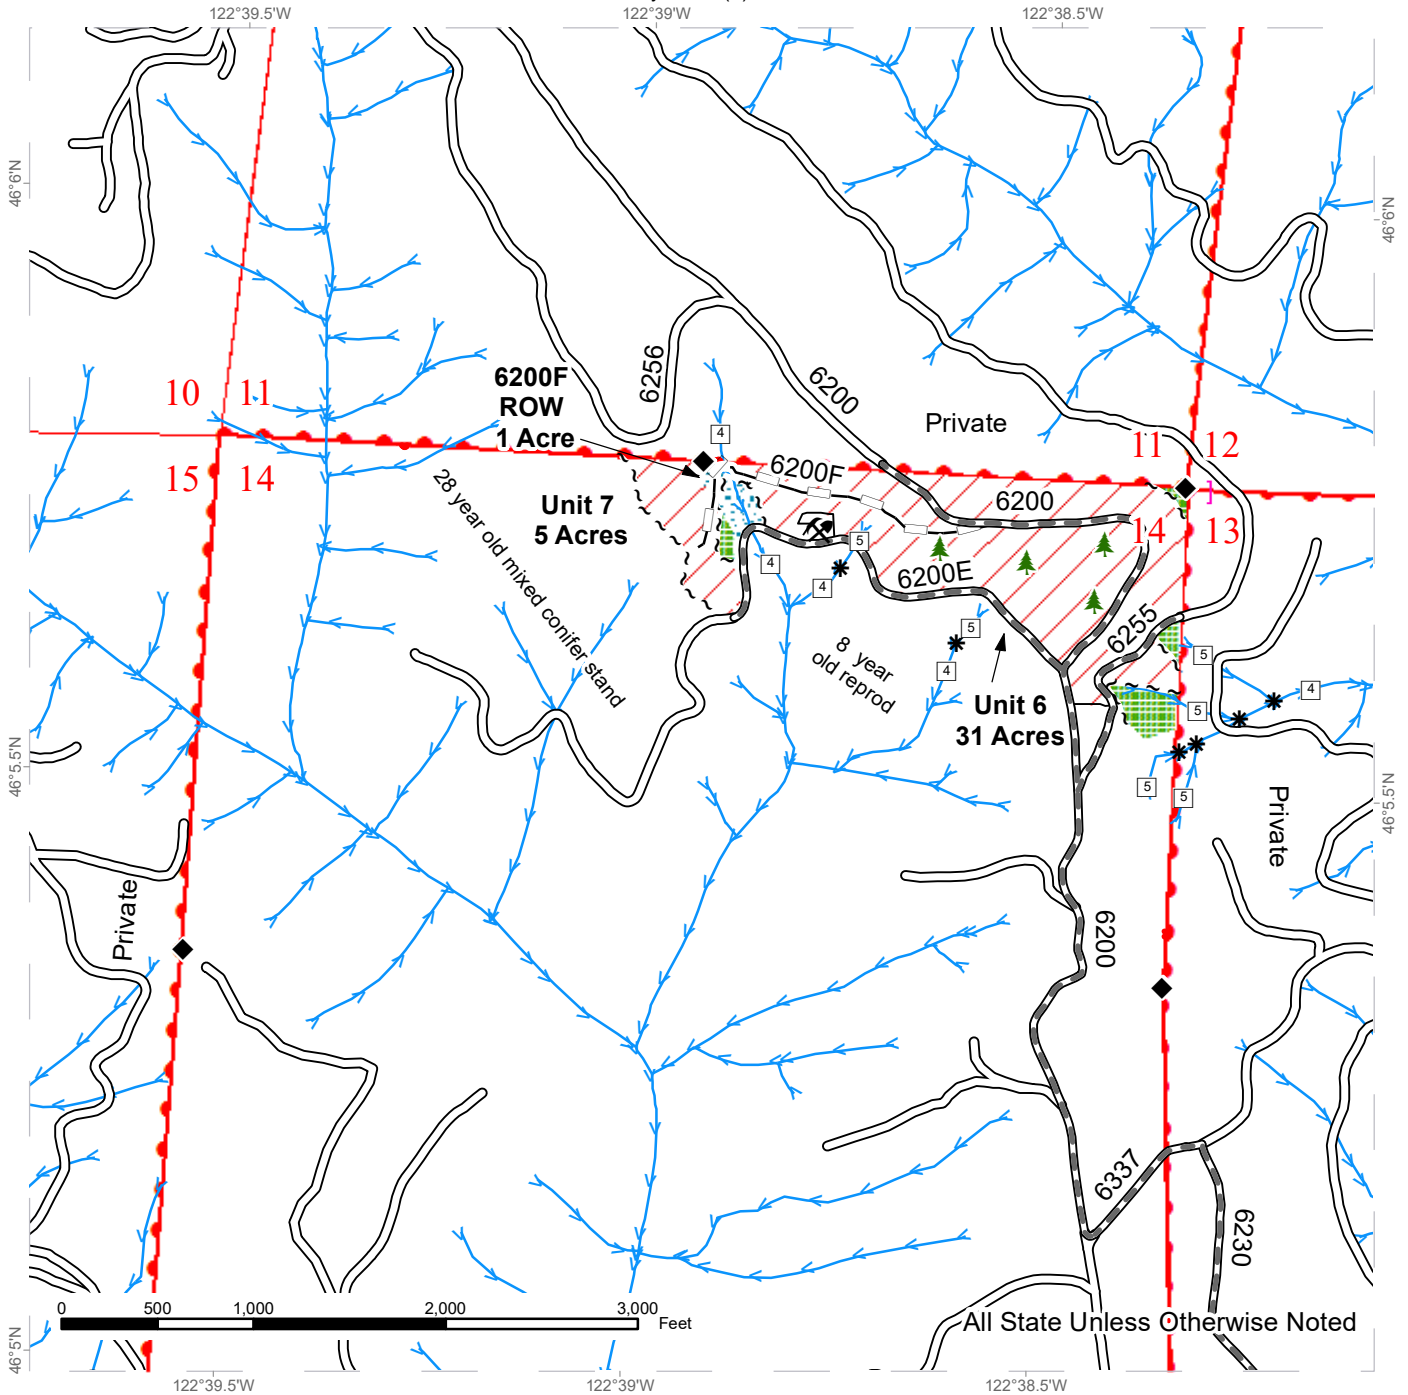 122°39.5'W
122°39'W
122°38.5'W
46°6'N
46°6'N
6256
6200
6200F
ROW
1 Acre
Private
10
11
11
12
4
15
14
6200F
6200
14
13
Unit 7
5 Acres
28 year old mixed conifer stand
5
4
4
6200E
5
4
8 year
old reprod
6255
5
4
5
Unit 6
31 Acres
5
5
46°5.5'N
46°5.5'N
Private
Private
6200
6337
6230
0
500
1,000
2,000
3,000
Feet
All State Unless Otherwise Noted
46°5'N
122°39.5'W
122°39'W
122°38.5'W